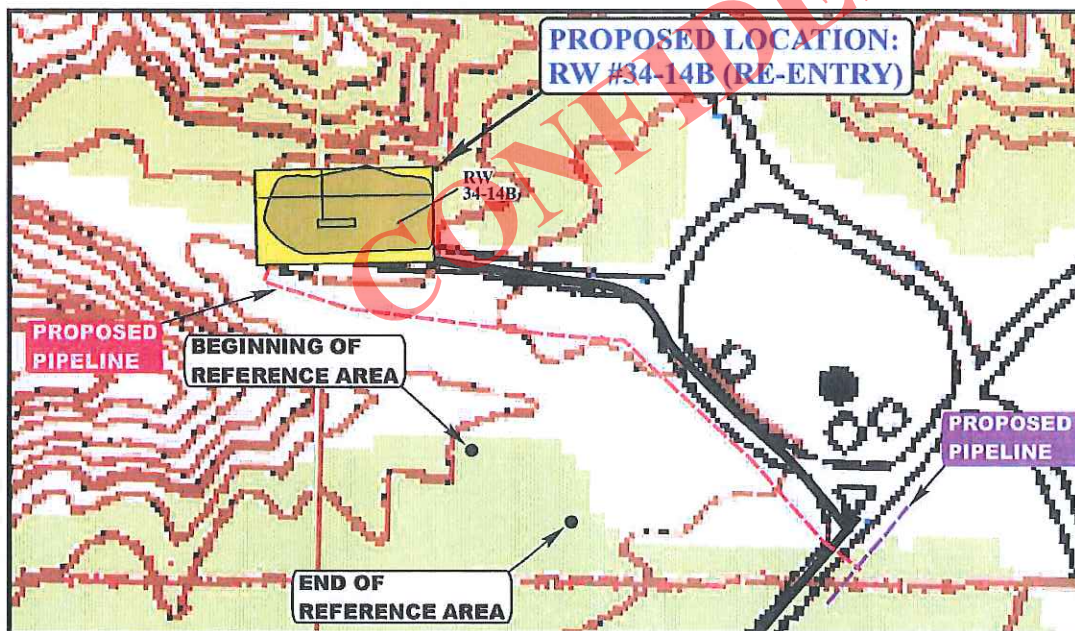 PROPOSED LOCATION:
RW #34-14B (RE-ENTRY)
RW
34-14B
CONFIDE
PROPOSED
PIPELINE
BEGINNING OF
REFERENCE AREA
PROPOSED
PIPELINE
END OF
REFERENCE AREA